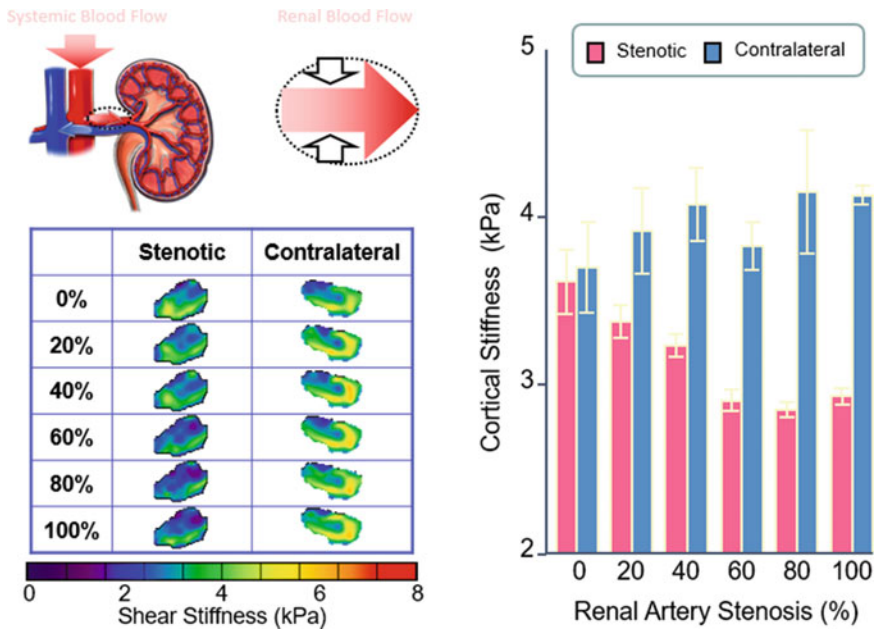 Systemic Blood Flow
Renal Blood Flow
Stenotic Contralateral
0%
20%
40%
60%
80%
100%
0 2 4 6 8
Shear Stiffness (kPa)
Stenotic Contralateral
5
4
3
2
Cortical Stiffness (kPa)
0 20 40 60 80 100
Renal Artery Stenosis (%)